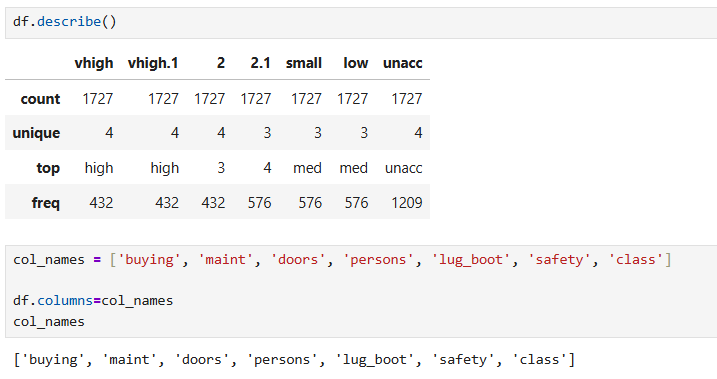 df.describe()
vhigh vhigh.1 2 2.1 small low unacc
count 1727 1727 1727 1727 1727 1727 1727
unique 4 4 4 3 3 3 4
top high high 3 4 med med unacc
freq 432 432 432 576 576 576 1209
col_names = ['buying', 'maint', 'doors', 'persons', 'lug_boot', 'safety', 'class']
df.columns=col_names
col_names
['buying', 'maint', 'doors', 'persons', 'lug_boot', 'safety', 'class']